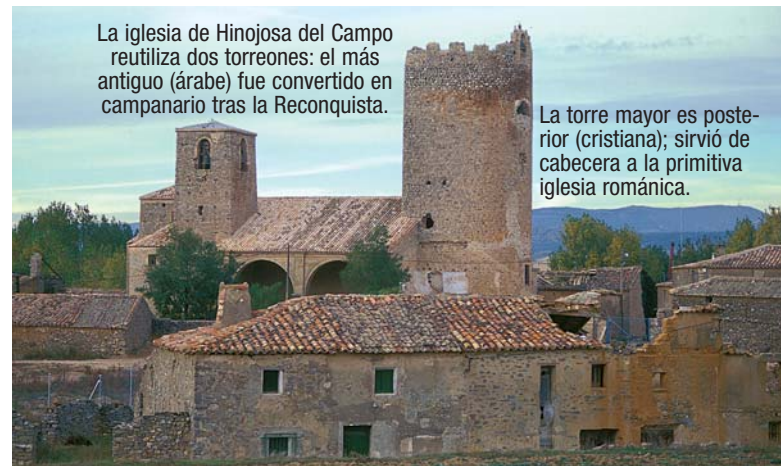 La iglesia de Hinojosa del Campo
reutiliza dos torreones: el más
antiguo (árabe) fue convertido en
campanario tras la Reconquista.
La torre mayor es poste-
rior (cristiana); sirvió de
cabecera a la primitiva
iglesia románica.